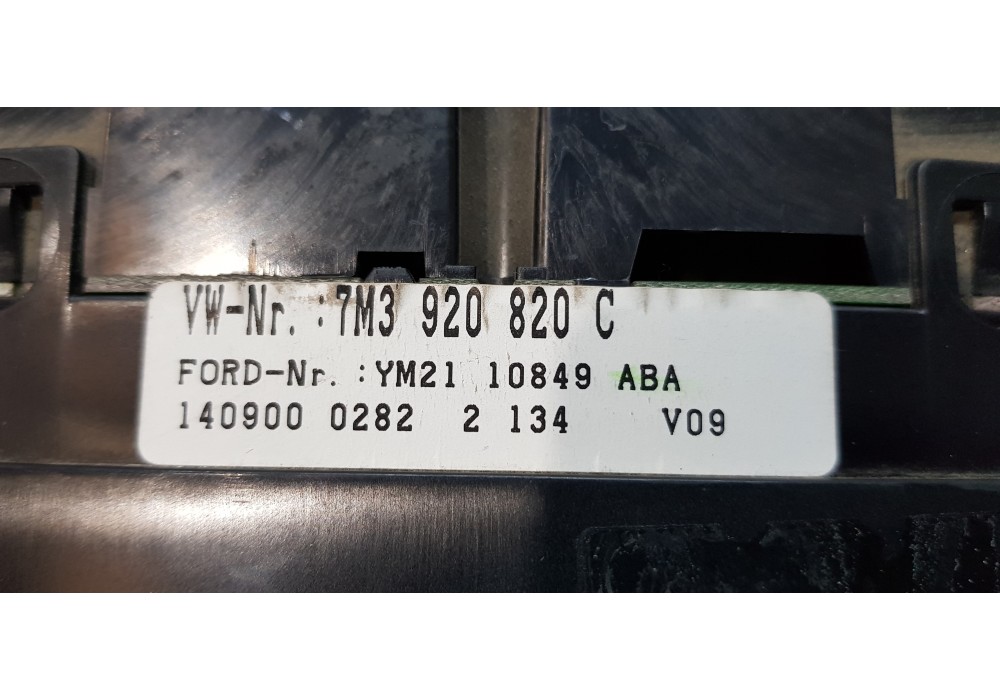 VW-Nr. :7M3 920 820 C
FORD-Nr. :YM21 10849 ABA
140900 0282 2 134 V09